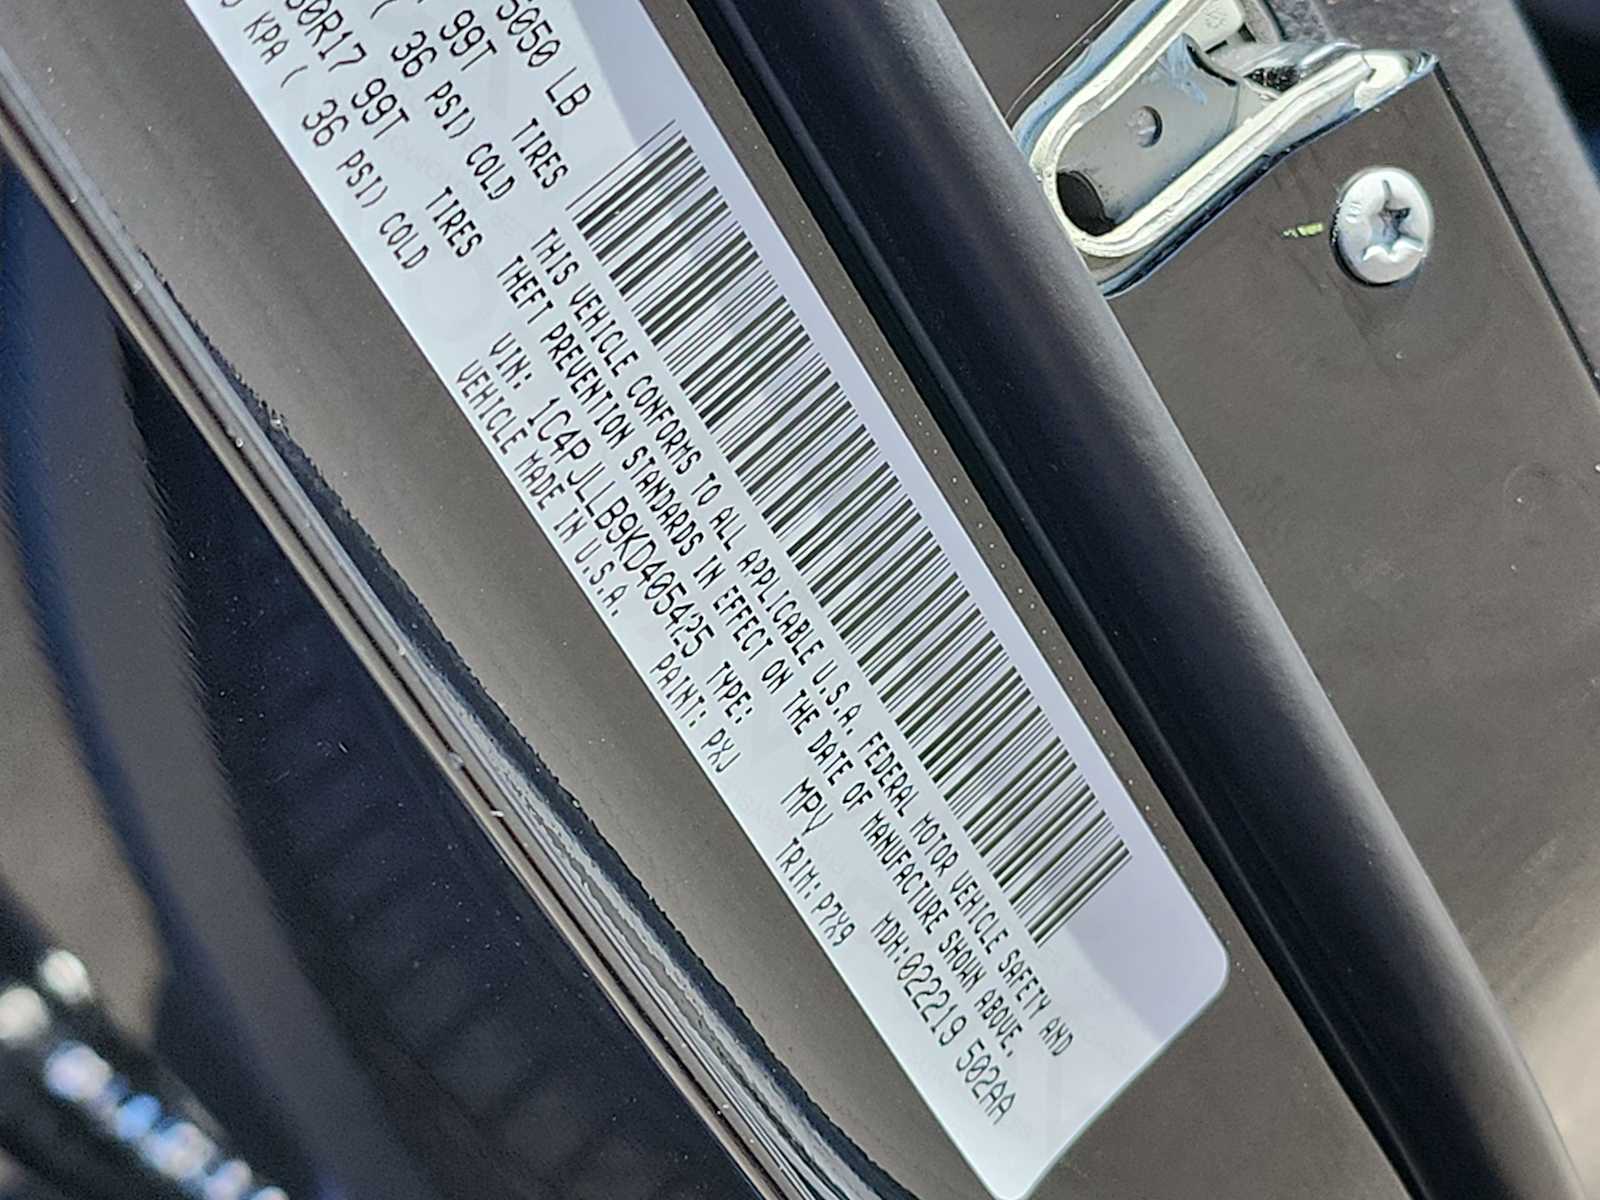 5050 LB
99T TIRES
( 36 PSI) COLD
60R17 99T TIRES
KPA ( 36 PSI) COLD
THIS VEHICLE CONFORMS TO ALL APPLICABLE U.S.A. FEDERAL MOTOR VEHICLE SAFETY AND
THEFT PREVENTION STANDARDS IN EFFECT ON THE DATE OF MANUFACTURE SHOWN ABOVE.
VIN: 1C4PJLLB9KD405425 TYPE: MPV MDH:022219 502AA
VEHICLE MADE IN U.S.A. PAINT: PXJ TRIM: P7X9